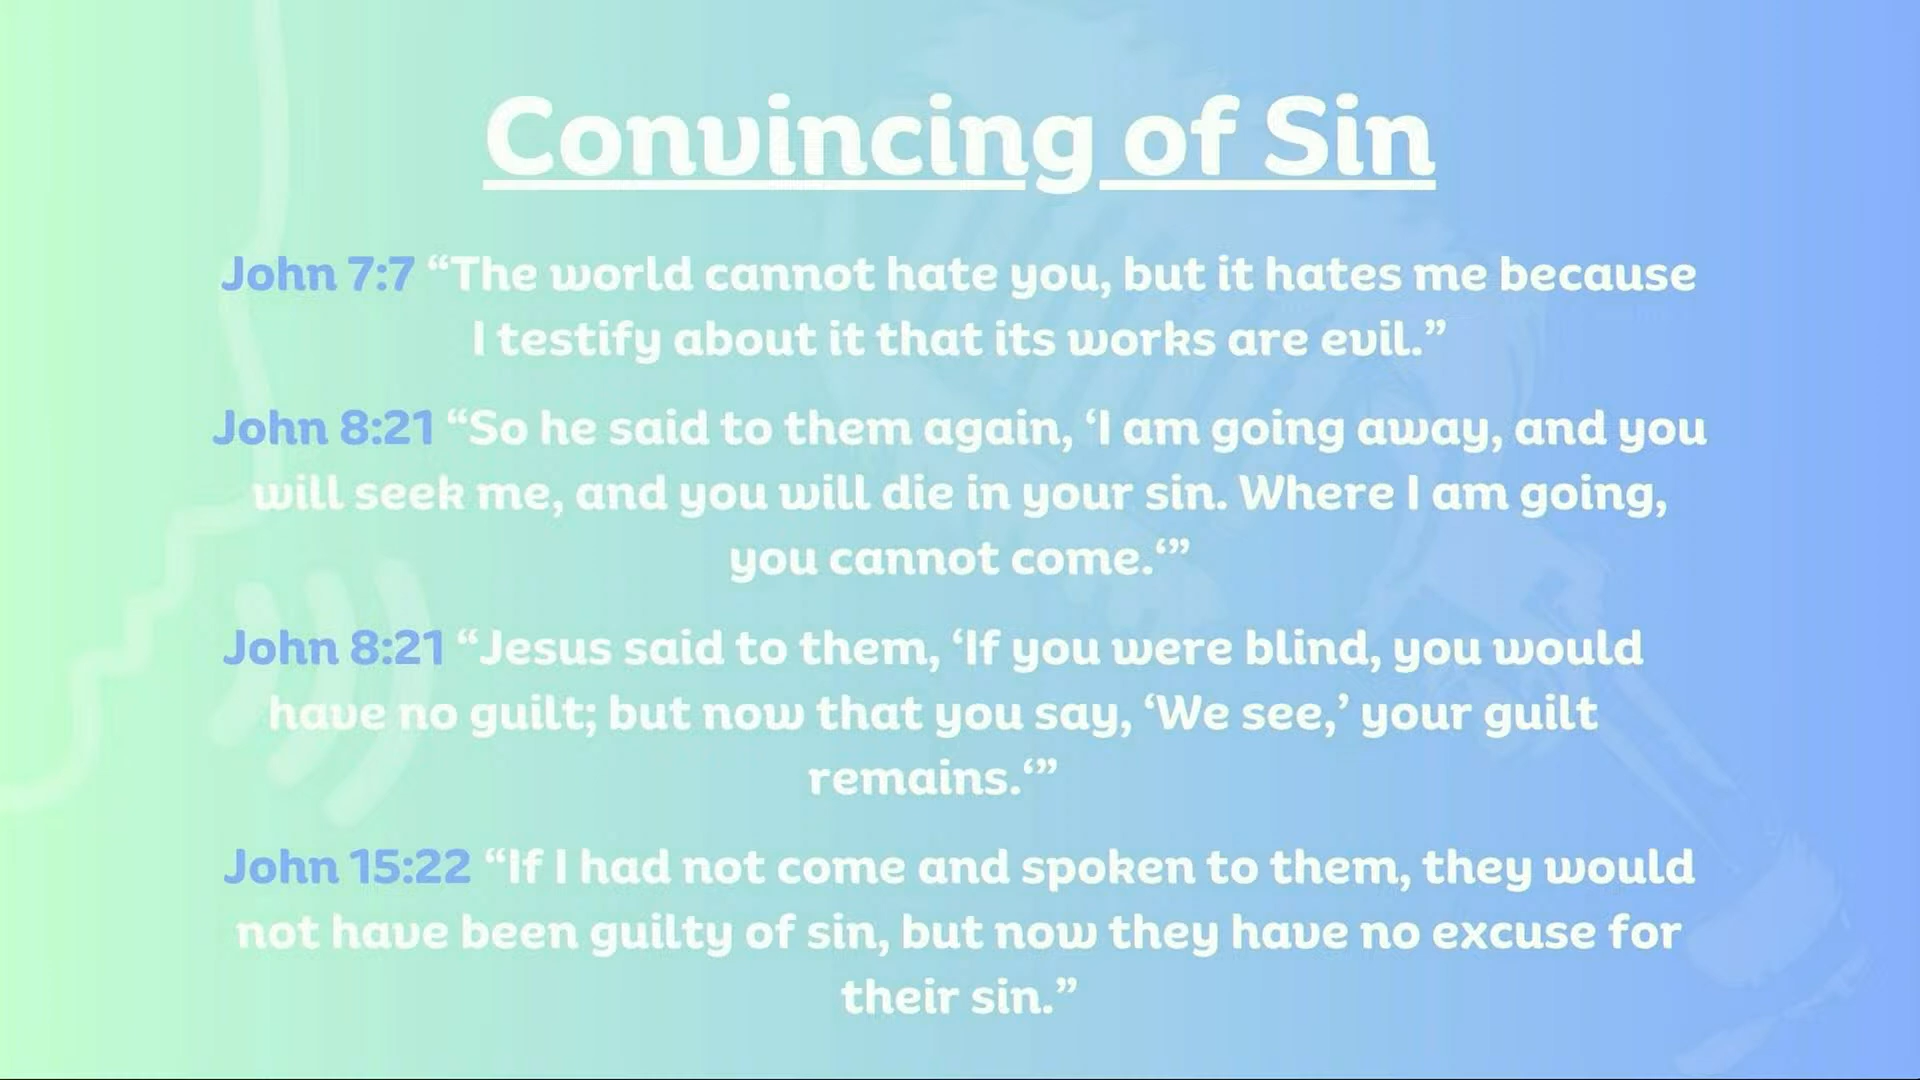 Convincing of Sin
John 7:7 “The world cannot hate you, but it hates me because
I testify about it that its works are evil.”
John 8:21 “So he said to them again, ‘I am going away, and you
will seek me, and you will die in your sin. Where I am going,
you cannot come.‘”
John 8:21 “Jesus said to them, ‘If you were blind, you would
have no guilt; but now that you say, ‘We see,’ your guilt
remains.‘”
John 15:22 “If I had not come and spoken to them, they would
not have been guilty of sin, but now they have no excuse for
their sin.”